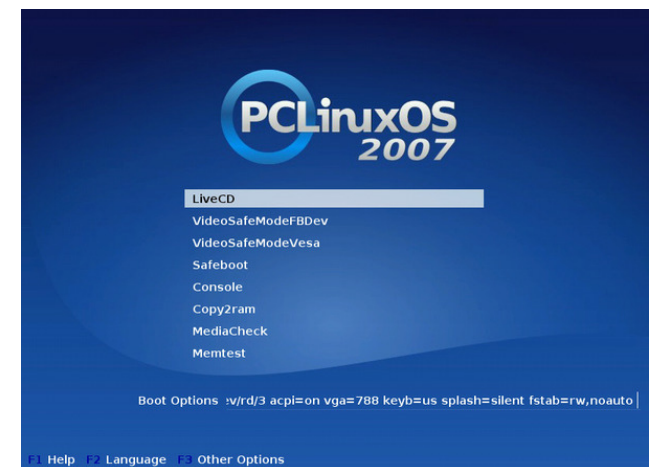 PCLinuxOS
2007
LiveCD
VideoSafeModeFBDev
VideoSafeModeVesa
Safeboot
Console
Copy2ram
MediaCheck
Memtest
Boot Options :v/rd/3 acpi=on vga=788 keyb=us splash=silent fstab=rw,noauto
F1 Help F2 Language F3 Other Options